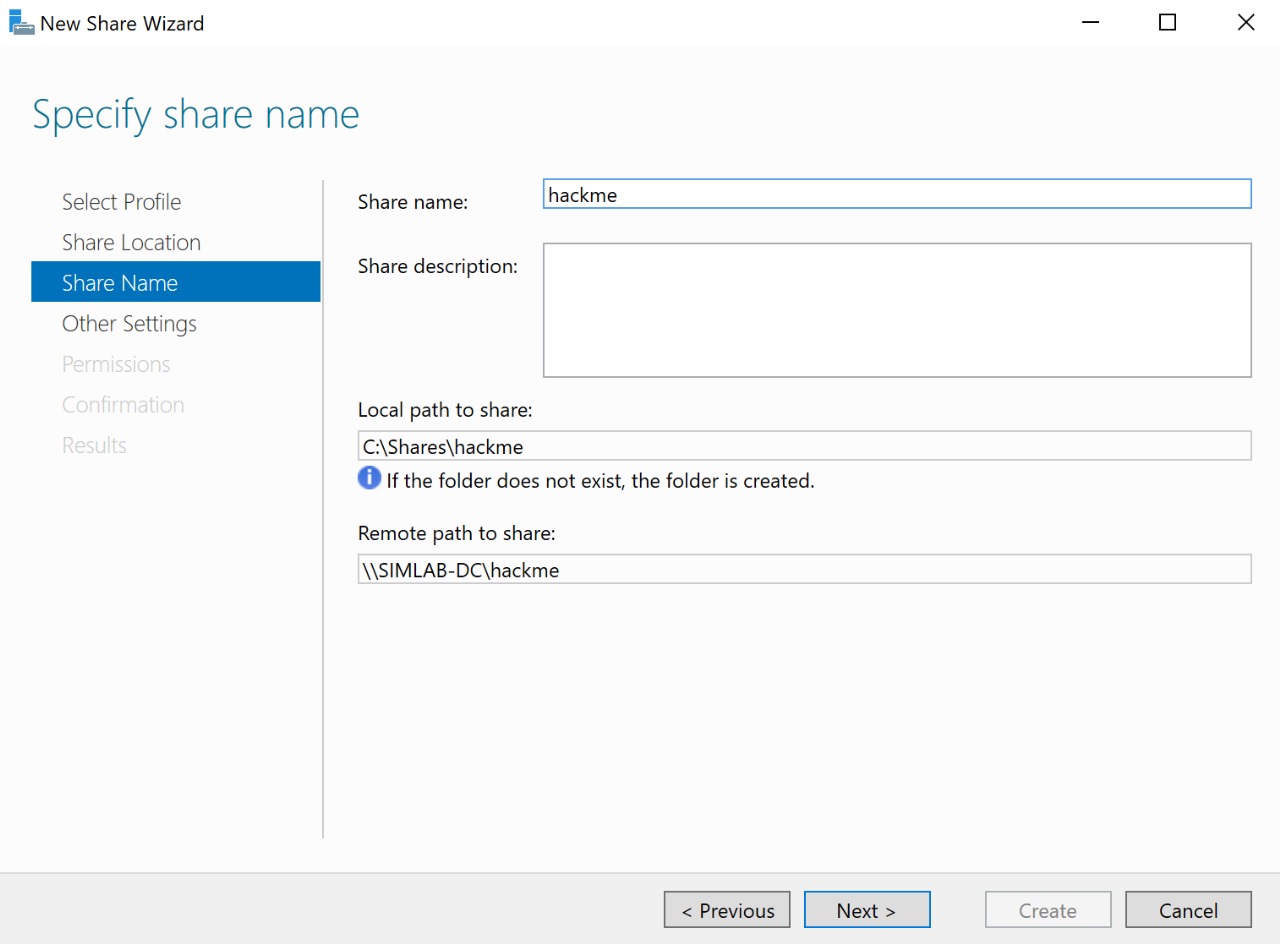 New Share Wizard
Specify share name
Select Profile
Share Location
Share Name
Other Settings
Permissions
Confirmation
Results
Share name:
hackme
Share description:
Local path to share:
C:\Shares\hackme
If the folder does not exist, the folder is created.
Remote path to share:
\\SIMLAB-DC\hackme
< Previous
Next >
Create
Cancel